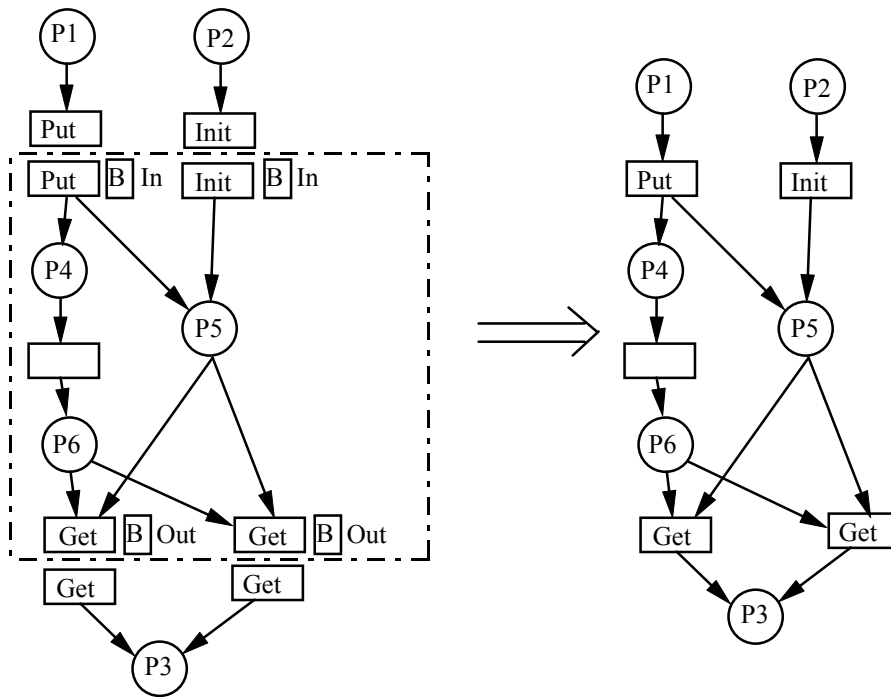 P1 P2
Put Init
Put B In Init B In
P4
P5
P6
Get B Out Get B Out
Get Get
P3
P1 P2
Put Init
P4
P5
P6
Get Get
P3